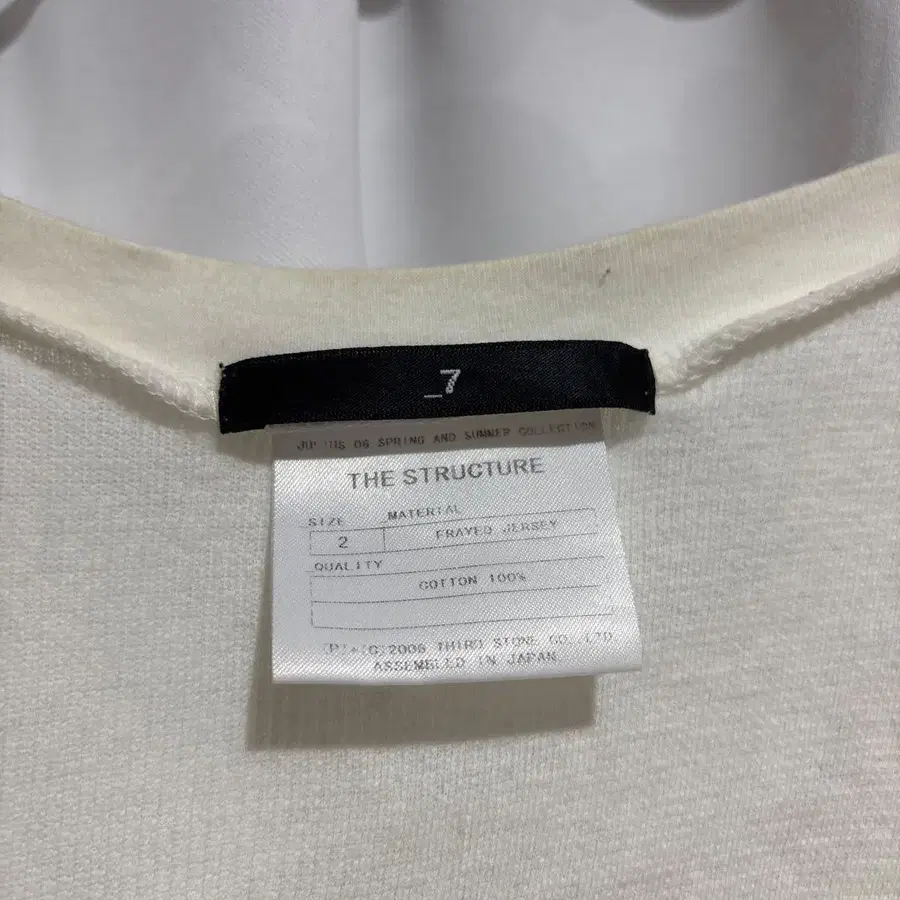 _7
JULIUS 06 SPRING AND SUMMER COLLECTION
THE STRUCTURE
SIZE MATERIAL
2 FRAYED JERSEY
QUALITY
COTTON 100%
(P)+(C)2006 THIRD STONE CO.,LTD
ASSEMBLED IN JAPAN